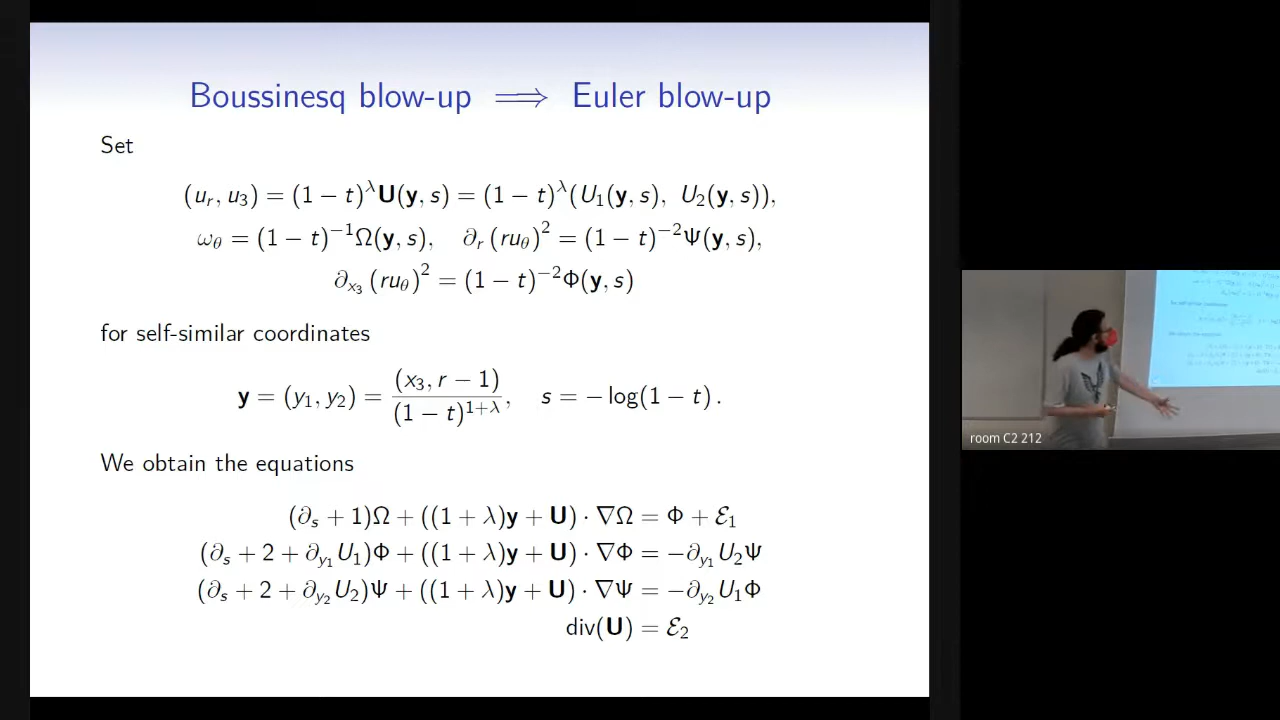 Boussinesq blow-up ⟹ Euler blow-up
Set
(u_r, u_3) = (1 − t)^λ U(y, s) = (1 − t)^λ (U_1(y, s), U_2(y, s)),
ω_θ = (1 − t)^{−1} Ω(y, s), ∂_r (ru_θ)^2 = (1 − t)^{−2} Ψ(y, s),
∂_{x_3} (ru_θ)^2 = (1 − t)^{−2} Φ(y, s)
for self-similar coordinates
y = (y_1, y_2) = (x_3, r − 1) / (1 − t)^{1+λ}, s = − log(1 − t) .
We obtain the equations
(∂_s + 1)Ω + ((1 + λ)y + U) · ∇Ω = Φ + ℰ_1
(∂_s + 2 + ∂_{y_1} U_1)Φ + ((1 + λ)y + U) · ∇Φ = −∂_{y_1} U_2 Ψ
(∂_s + 2 + ∂_{y_2} U_2)Ψ + ((1 + λ)y + U) · ∇Ψ = −∂_{y_2} U_1 Φ
div(U) = ℰ_2
room C2 212